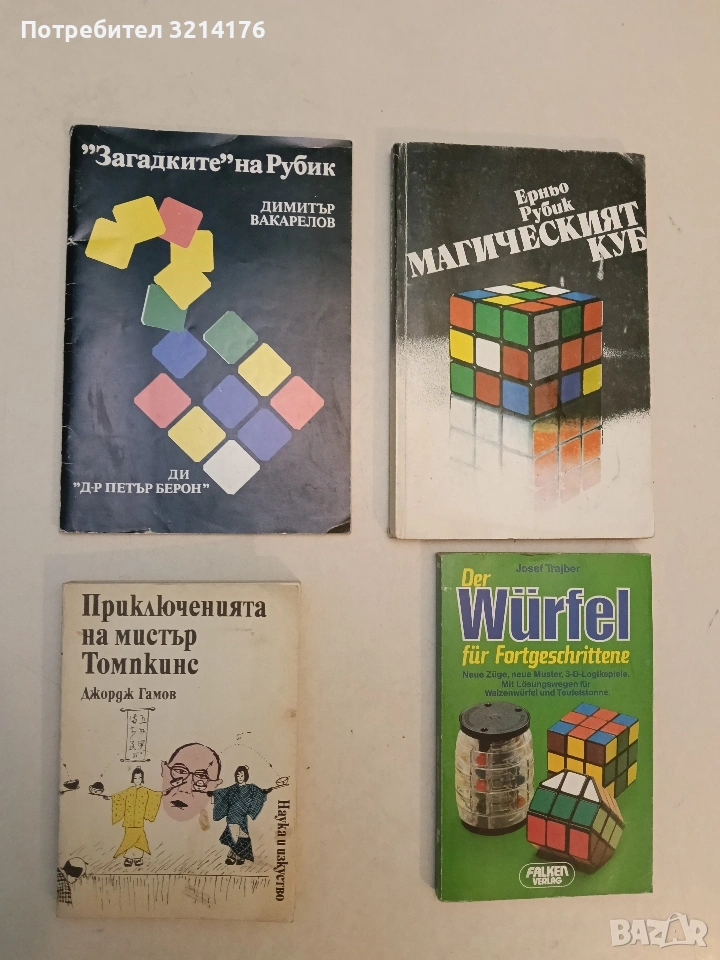 Потребител 3214176
"Загадките" на Рубик
ДИМИТЪР
ВАКАРЕЛОВ
ДИ
"Д-Р ПЕТЪР БЕРОН"
Ерньо
Рубик
МАГИЧЕСКИЯТ
КУБ
Приключенията
на мистър
Томпкинс
Джордж Гамов
Наука и изкуство
Josef Trajber
Der
Würfel
für Fortgeschrittene
Neue Züge, neue Muster, 3-D-Logikspiele.
Mit Lösungswegen für
Walzenwürfel und Teufelstonne.
FALKEN
VERLAG
BAZAR